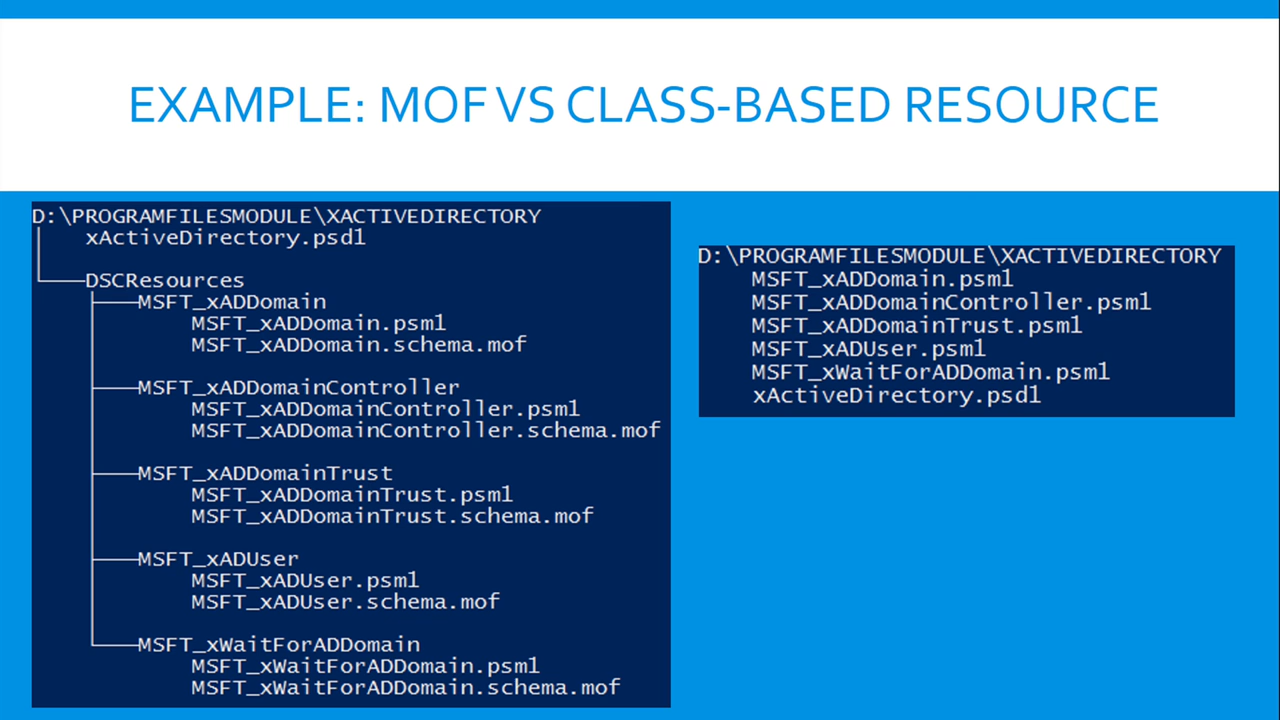 EXAMPLE: MOF VS CLASS-BASED RESOURCE
D:\PROGRAMFILESMODULE\XACTIVEDIRECTORY
xActiveDirectory.psd1
DSCResources
MSFT_xADDomain
MSFT_xADDomain.psm1
MSFT_xADDomain.schema.mof
MSFT_xADDomainController
MSFT_xADDomainController.psm1
MSFT_xADDomainController.schema.mof
MSFT_xADDomainTrust
MSFT_xADDomainTrust.psm1
MSFT_xADDomainTrust.schema.mof
MSFT_xADUser
MSFT_xADUser.psm1
MSFT_xADUser.schema.mof
MSFT_xWaitForADDomain
MSFT_xWaitForADDomain.psm1
MSFT_xWaitForADDomain.schema.mof
D:\PROGRAMFILESMODULE\XACTIVEDIRECTORY
MSFT_xADDomain.psm1
MSFT_xADDomainController.psm1
MSFT_xADDomainTrust.psm1
MSFT_xADUser.psm1
MSFT_xWaitForADDomain.psm1
xActiveDirectory.psd1